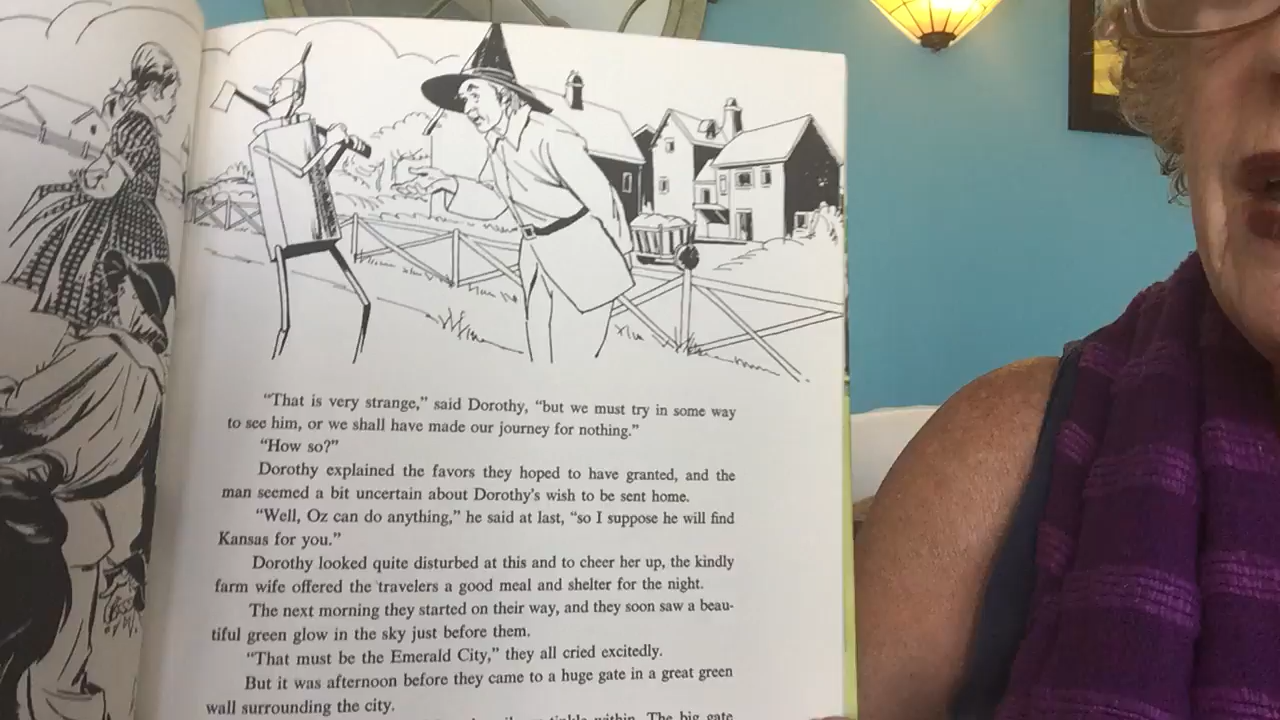 "That is very strange," said Dorothy, "but we must try in some way
to see him, or we shall have made our journey for nothing."
"How so?"
Dorothy explained the favors they hoped to have granted, and the
man seemed a bit uncertain about Dorothy's wish to be sent home.
"Well, Oz can do anything," he said at last, "so I suppose he will find
Kansas for you."
Dorothy looked quite disturbed at this and to cheer her up, the kindly
farm wife offered the travelers a good meal and shelter for the night.
The next morning they started on their way, and they soon saw a beau-
tiful green glow in the sky just before them.
"That must be the Emerald City," they all cried excitedly.
But it was afternoon before they came to a huge gate in a great green
wall surrounding the city.
tinkle within. The big gate